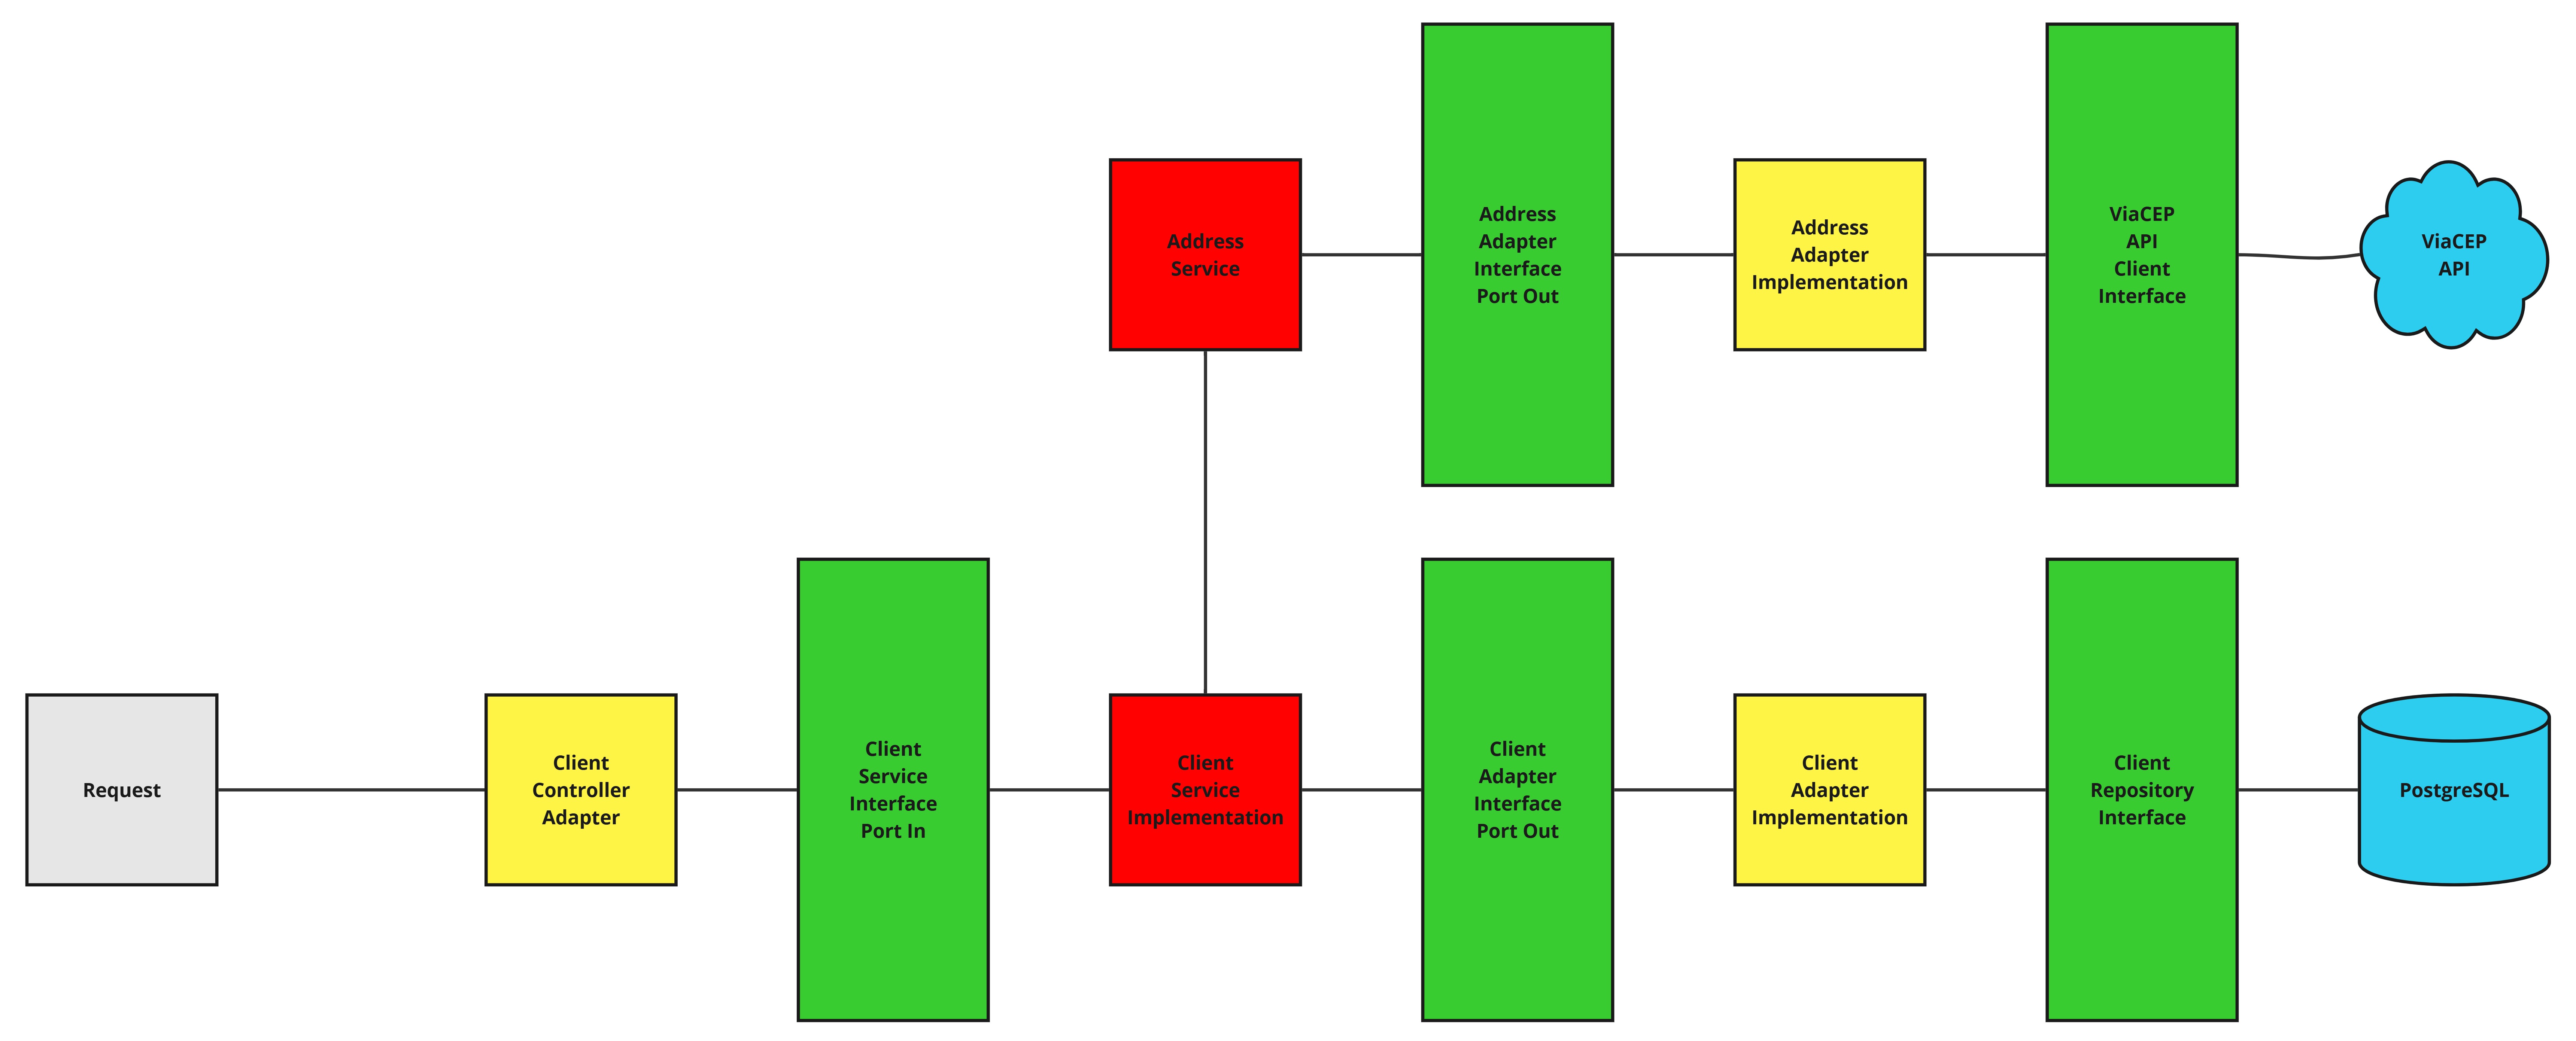 Address
Service
Address
Adapter
Interface
Port Out
Address
Adapter
Implementation
ViaCEP
API
Client
Interface
ViaCEP
API
Request
Client
Controller
Adapter
Client
Service
Interface
Port In
Client
Service
Implementation
Client
Adapter
Interface
Port Out
Client
Adapter
Implementation
Client
Repository
Interface
PostgreSQL